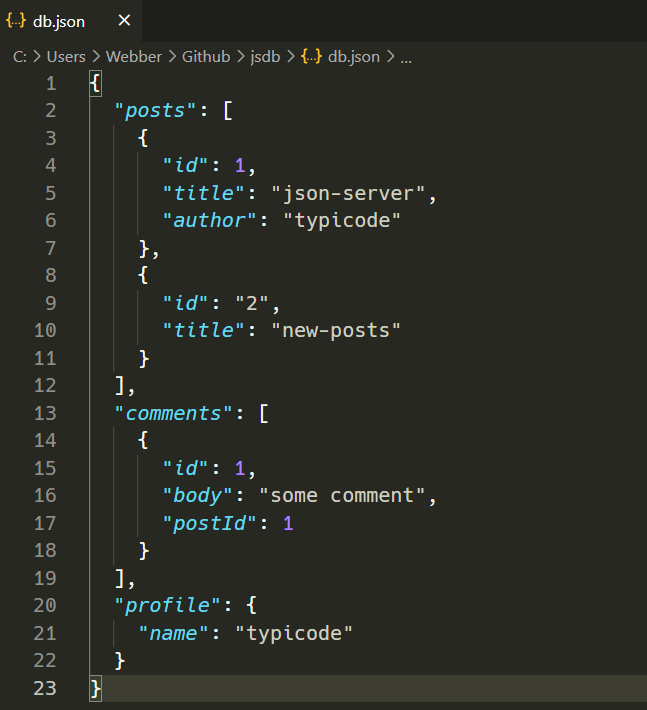 {..} db.json ×
C: > Users > Webber > Github > jsdb > {..} db.json > ...
1 {
2   "posts": [
3     {
4       "id": 1,
5       "title": "json-server",
6       "author": "typicode"
7     },
8     {
9       "id": "2",
10       "title": "new-posts"
11     }
12   ],
13   "comments": [
14     {
15       "id": 1,
16       "body": "some comment",
17       "postId": 1
18     }
19   ],
20   "profile": {
21     "name": "typicode"
22   }
23 }